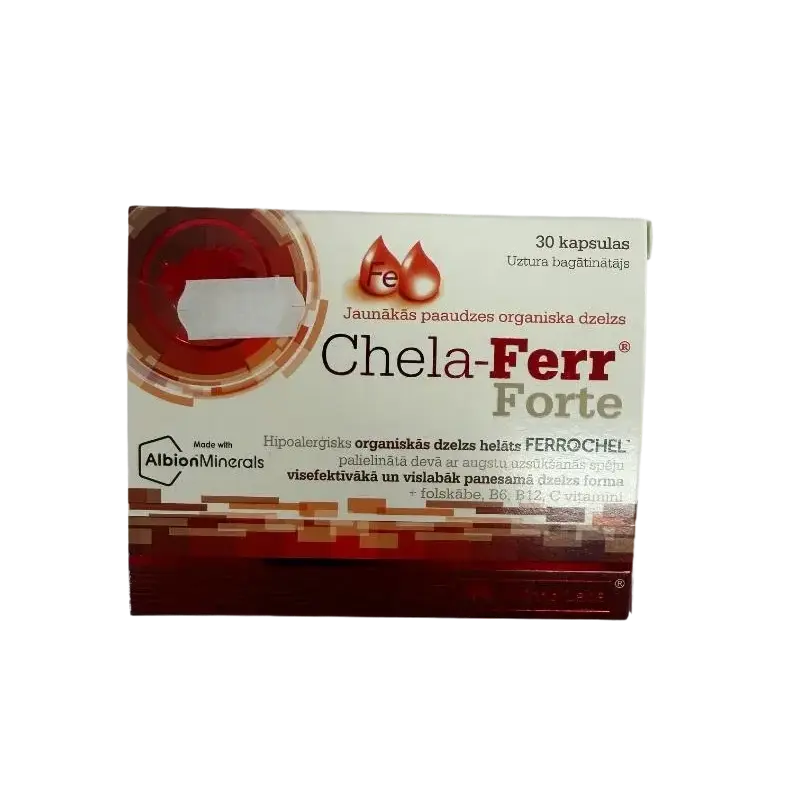 30 kapsulas
Uztura bagātinātājs
Fe
Jaunākās paaudzes organiska dzelzs
Chela-Ferr®
Forte
Made with
AlbionMinerals
Hipoalerģisks organiskās dzelzs helāts FERROCHEL™
palielinātā devā ar augstu uzsūkšanās spēju
visefektīvākā un vislabāk panesamā dzelzs forma
+ folskābe, B6, B12, C vitamīni
®